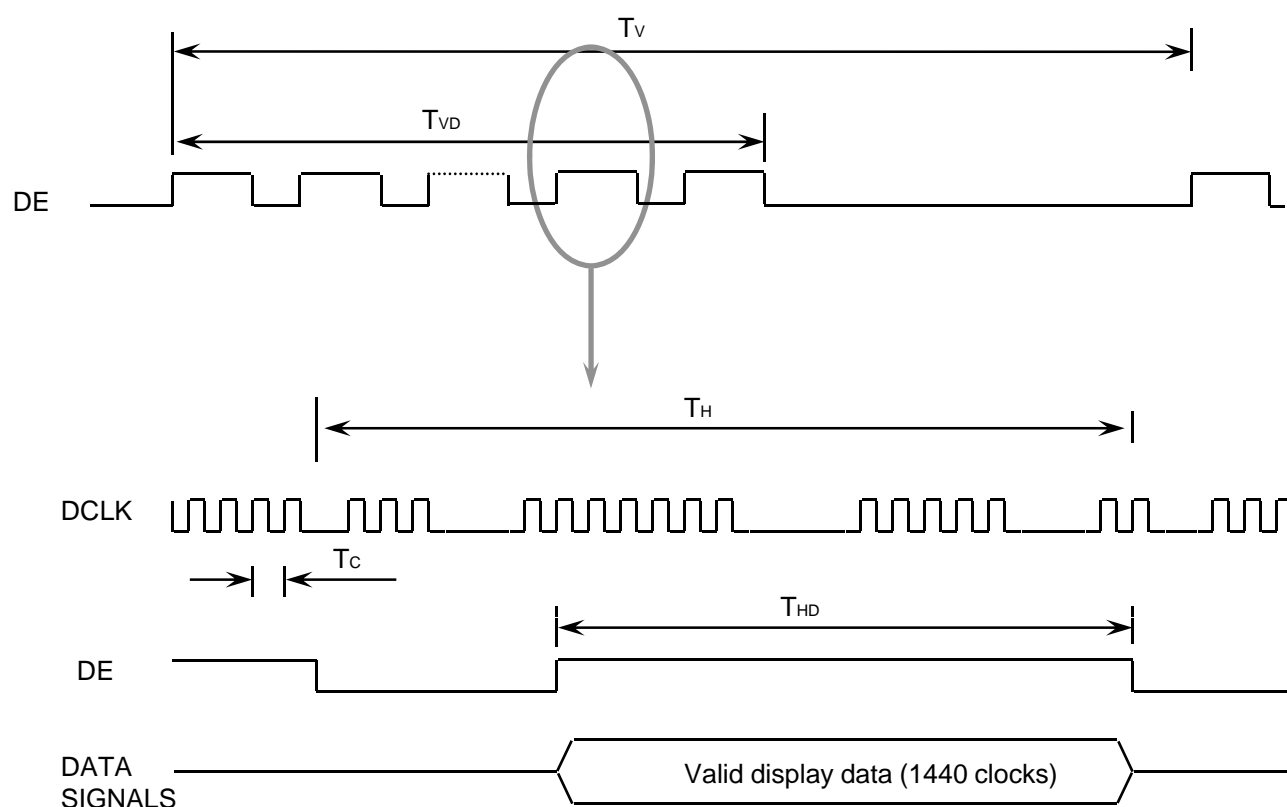 TV
TVD
DE
TH
DCLK
TC
THD
DE
DATA
SIGNALS
Valid display data (1440 clocks)